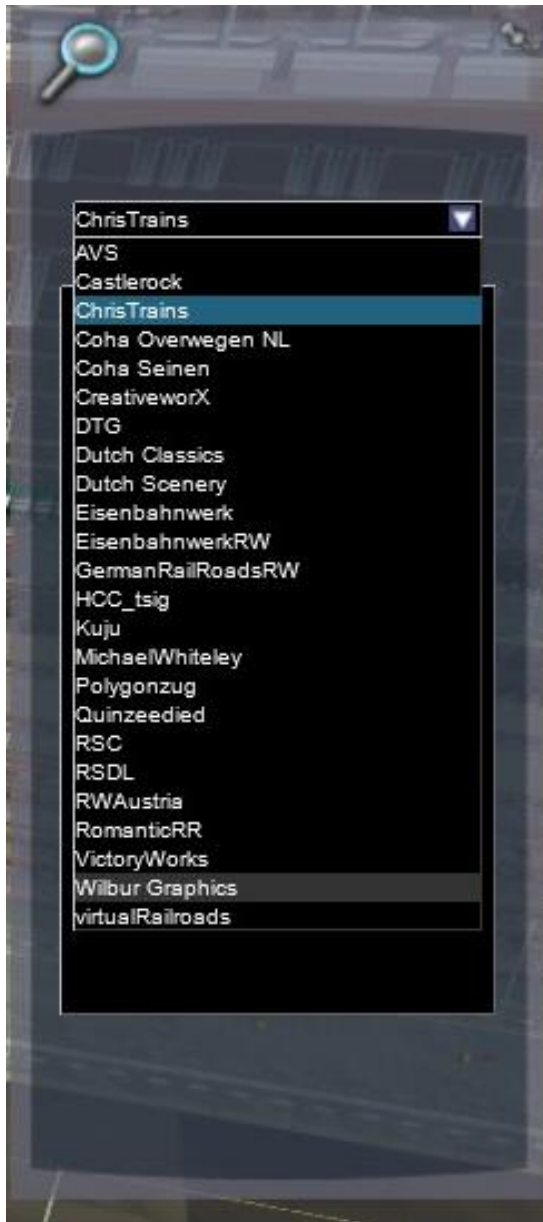 ChrisTrains
AVS
Castlerock
ChrisTrains
Coha Overwegen NL
Coha Seinen
CreativeworX
DTG
Dutch Classics
Dutch Scenery
Eisenbahnwerk
EisenbahnwerkRW
GermanRailRoadsRW
HCC_tsig
Kuju
MichaelWhiteley
Polygonzug
Quinzeedied
RSC
RSDL
RWAustria
RomanticRR
VictoryWorks
Wilbur Graphics
virtualRailroads